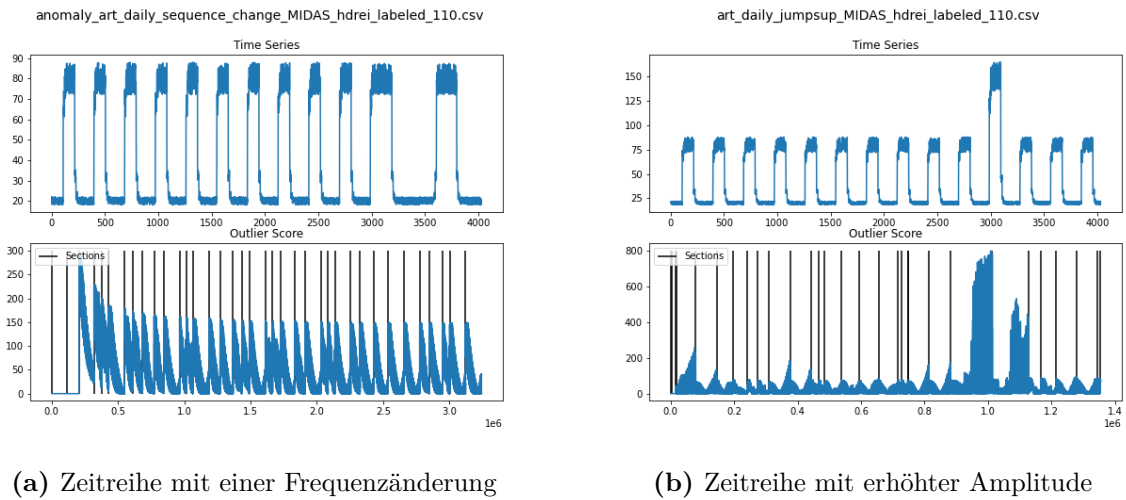 anomaly_art_daily_sequence_change_MIDAS_hdrei_labeled_110.csv
Time Series
90
80
70
60
50
40
30
20
0 500 1000 1500 2000 2500 3000 3500 4000
Outlier Score
300
250
200
150
100
50
0
Sections
0.0 0.5 1.0 1.5 2.0 2.5 3.0
1e6
(a) Zeitreihe mit einer Frequenzänderung
art_daily_jumpsup_MIDAS_hdrei_labeled_110.csv
Time Series
150
125
100
75
50
25
0 500 1000 1500 2000 2500 3000 3500 4000
Outlier Score
800
600
400
200
0
Sections
0.0 0.2 0.4 0.6 0.8 1.0 1.2 1.4
1e6
(b) Zeitreihe mit erhöhter Amplitude